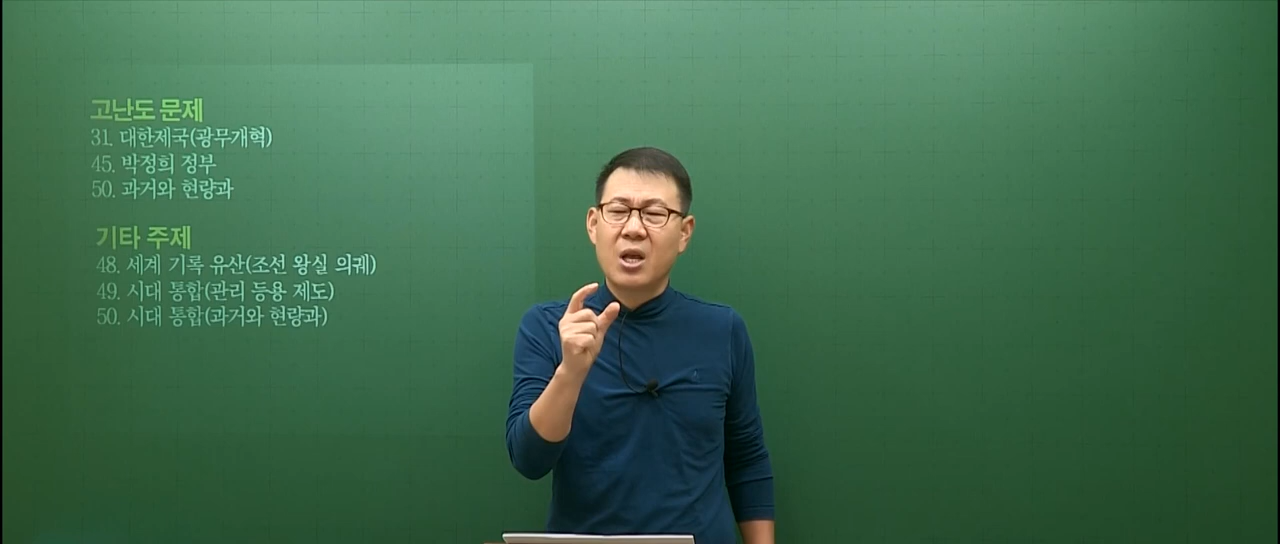 고난도 문제
31. 대한제국(광무개혁)
45. 박정희 정부
50. 과거와 현량과
기타 주제
48. 세계 기록 유산(조선 왕실 의궤)
49. 시대 통합(관리 등용 제도)
50. 시대 통합(과거와 현량과)